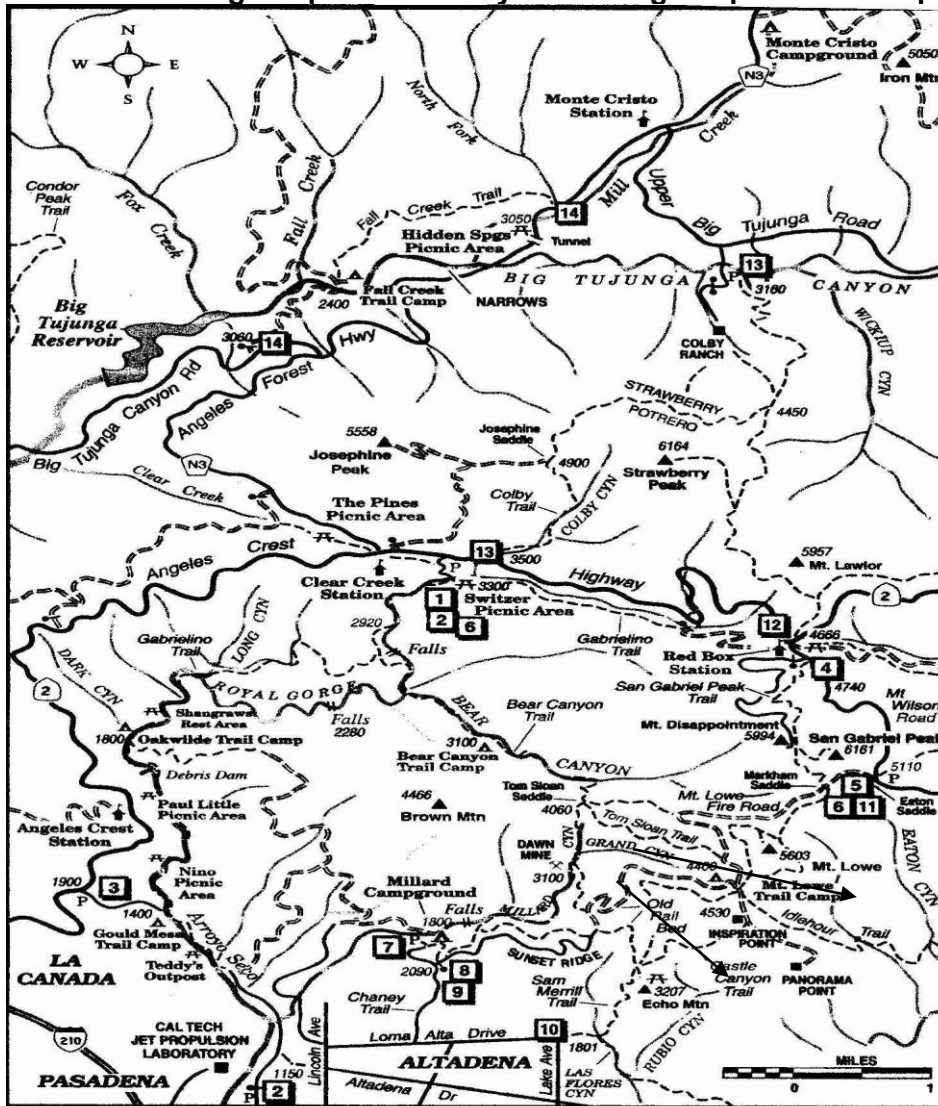 N
W
E
S
Monte Cristo
Campground
5050
Iron Mtn
N3
Monte Cristo
Station
North
Fork
Mill
Creek
Upper
Big
Tujunga
Road
Condor
Peak
Trail
Fox
Creek
Fall
Creek
Fall
Creek
Trail
14
3050
Hidden Spgs
Picnic Area
Tunnel
13
P
3160
BIG
TUJUNGA
CANYON
Fall Creek
Trail Camp
2400
NARROWS
Big
Tujunga
Reservoir
3060
14
COLBY
RANCH
WICKIUP
CYN
Big
Tujunga
Canyon
Rd
Angeles
Forest
Hwy
STRAWBERRY
POTRERO
4450
5558
Josephine
Peak
Josephine
Saddle
4900
6164
Strawberry
Peak
N3
Clear Creek
The Pines
Picnic Area
Colby
Trail
COLBY CYN
Angeles
Crest
Highway
13
P
3500
5957
Mt. Lawlor
Clear Creek
Station
3300
Switzer
Picnic Area
1
2
6
2920
Falls
12
2
4666
Gabrielino
Trail
LONG CYN
Gabrielino
Trail
Red Box
Station
4
4740
DARK CYN
2
ROYAL GORGE
San Gabriel Peak
Trail
Mt
Wilson
Road
Shangraws
Rest Area
Falls
2280
BEAR
CANYON
Bear Canyon
Trail
Mt. Disappointment
5994
San Gabriel Peak
6161
1800
Oakwilde Trail Camp
3100
Bear Canyon
Trail Camp
5110
P
Debris Dam
Tom Sloan
Saddle
4060
Markham
Saddle
5
6
11
Eaton
Saddle
Paul Little
Picnic Area
4466
Brown Mtn
Mt. Lowe
Fire Road
Tom Sloan Trail
Angeles Crest
Station
DAWN
MINE
3100
CYN
GRAND CYN
4400
5603
Mt. Lowe
EATON
CYN
Nino
Picnic
Area
Millard
Campground
1800
Falls
Mt. Lowe
Trail Camp
1900
P
3
1400
Gould Mesa
Trail Camp
Old
Rail
Bed
4530
INSPIRATION
POINT
Idlehour
Trail
LA
CANADA
Arroyo
Teddy's
Outpost
7
P
2090
8
9
SUNSET RIDGE
Sam
Merrill
Trail
Castle
Canyon
Trail
PANORAMA
POINT
3207
Echo Mtn
Chaney
Trail
CAL TECH
JET PROPULSION
LABORATORY
Loma
Alta
Drive
10
1801
RUBIO CYN
210
PASADENA
1150
P
2
Lincoln Ave
ALTADENA
Altadena
Dr
Lake Ave
LAS
FLORES
CYN
MILES
0
1